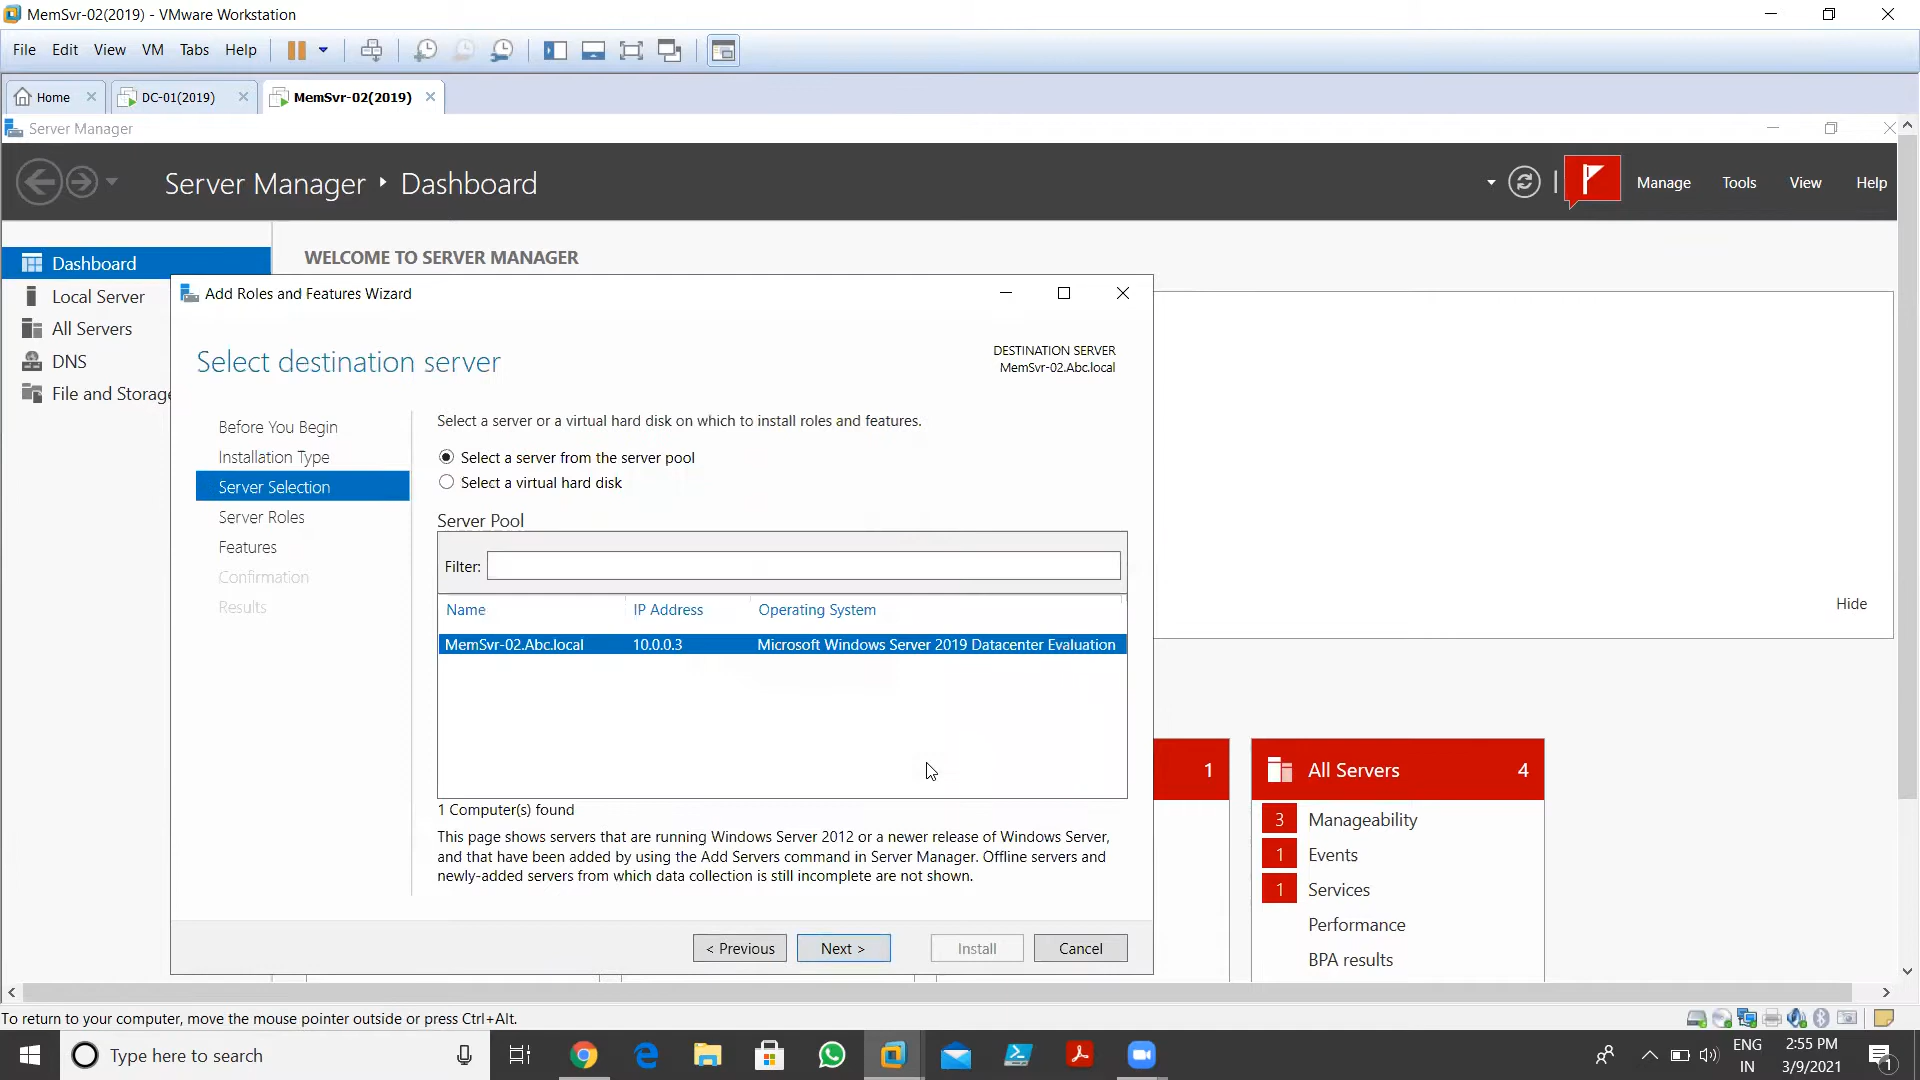 MemSvr-02(2019) - VMware Workstation
File Edit View VM Tabs Help
Home DC-01(2019) MemSvr-02(2019)
Server Manager
Server Manager Dashboard
Manage Tools View Help
Dashboard
Local Server
All Servers
DNS
File and Storage
WELCOME TO SERVER MANAGER
Add Roles and Features Wizard
Select destination server
DESTINATION SERVER
MemSvr-02.Abc.local
Before You Begin
Installation Type
Server Selection
Server Roles
Features
Confirmation
Results
Select a server or a virtual hard disk on which to install roles and features.
Select a server from the server pool
Select a virtual hard disk
Server Pool
Filter:
Name IP Address Operating System
MemSvr-02.Abc.local 10.0.0.3 Microsoft Windows Server 2019 Datacenter Evaluation
1 Computer(s) found
This page shows servers that are running Windows Server 2012 or a newer release of Windows Server,
and that have been added by using the Add Servers command in Server Manager. Offline servers and
newly-added servers from which data collection is still incomplete are not shown.
< Previous Next > Install Cancel
Hide
1
All Servers 4
3 Manageability
1 Events
1 Services
Performance
BPA results
To return to your computer, move the mouse pointer outside or press Ctrl+Alt.
Type here to search
ENG
IN
2:55 PM
3/9/2021
1